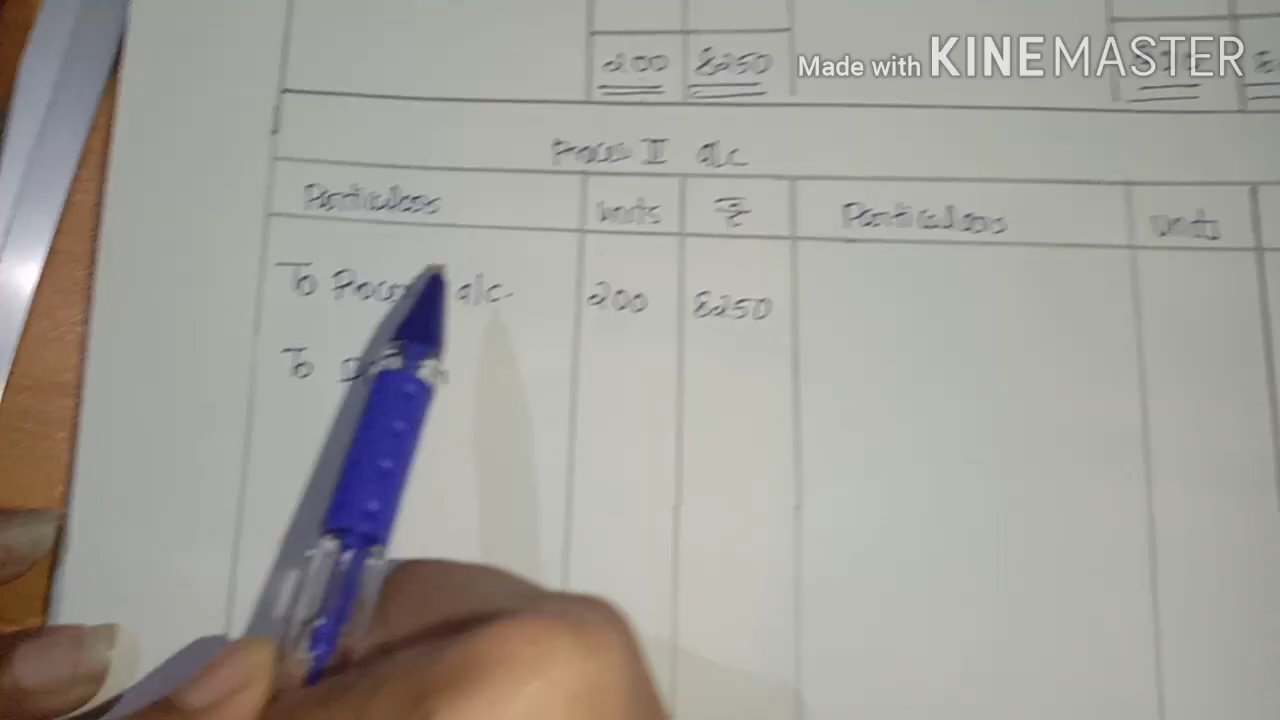 200 8250
Made with KINEMASTER
Process II a/c
Particulars units ₹ Particulars units
To Process a/c. 200 8250
To